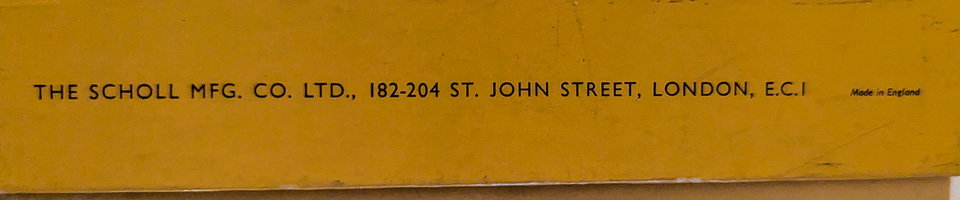 THE SCHOLL MFG. CO. LTD., 182-204 ST. JOHN STREET, LONDON, E.C.1 Made in England